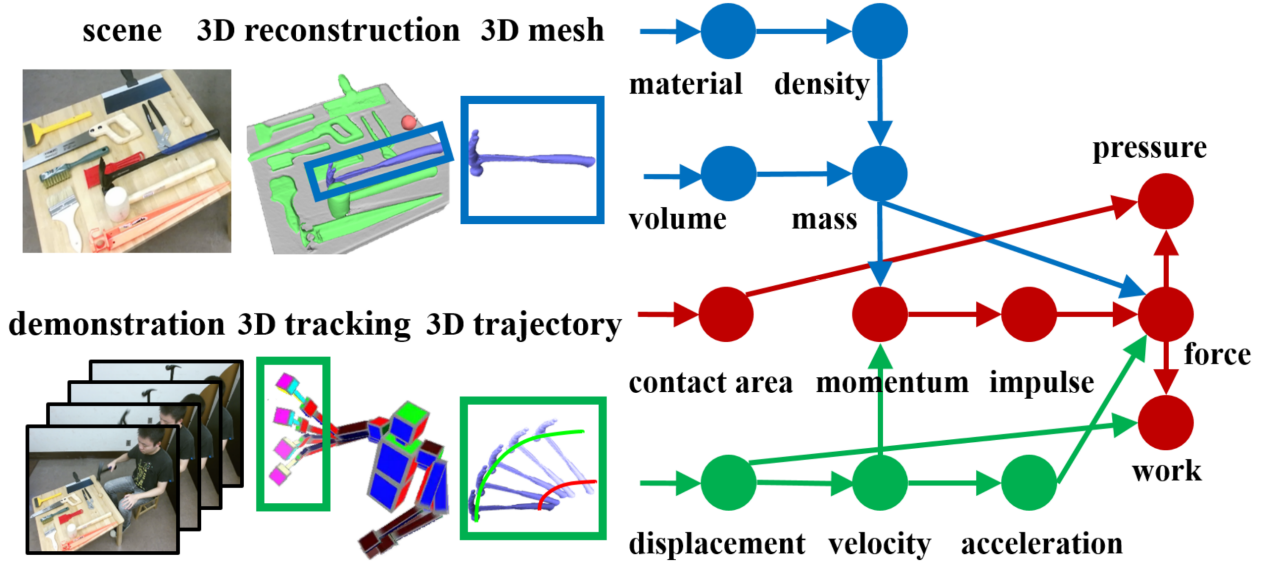 scene 3D reconstruction 3D mesh
material density
pressure
volume mass
demonstration 3D tracking 3D trajectory
force
contact area momentum impulse
work
displacement velocity acceleration